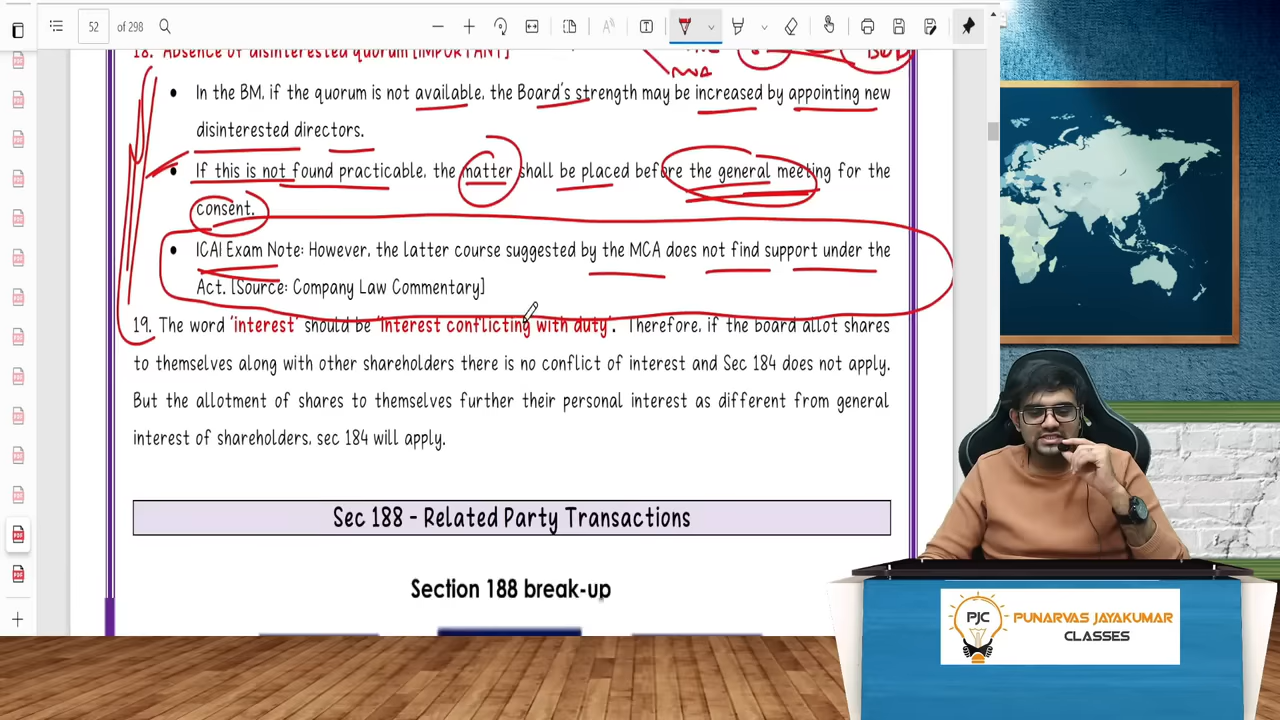 52 of 298
18. Absence of disinterested quorum [IMPORTANT]
• In the BM, if the quorum is not available, the Board's strength may be increased by appointing new
disinterested directors.
• If this is not found practicable, the matter shall be placed before the general meeting for the
consent.
• ICAI Exam Note: However, the latter course suggested by the MCA does not find support under the
Act. [Source: Company Law Commentary]
19. The word 'interest' should be 'interest conflicting with duty'. Therefore, if the board allot shares
to themselves along with other shareholders there is no conflict of interest and Sec 184 does not apply.
But the allotment of shares to themselves further their personal interest as different from general
interest of shareholders, sec 184 will apply.
Sec 188 - Related Party Transactions
Section 188 break-up
PJC
PUNARVAS JAYAKUMAR
CLASSES